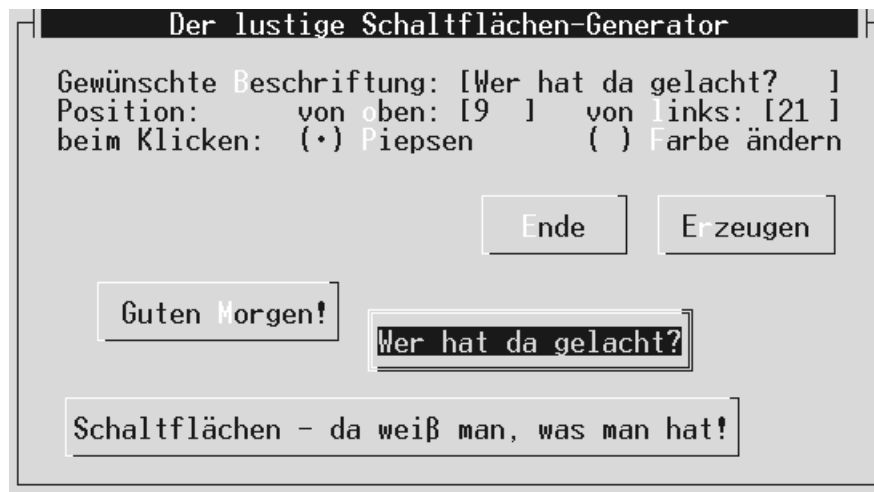 Der lustige Schaltflächen-Generator
Gewünschte Beschriftung: [Wer hat da gelacht? ]
Position: von oben: [9 ] von links: [21 ]
beim Klicken: (·) Piepsen ( ) Farbe ändern
Ende Erzeugen
Guten Morgen!
Wer hat da gelacht?
Schaltflächen - da weiß man, was man hat!